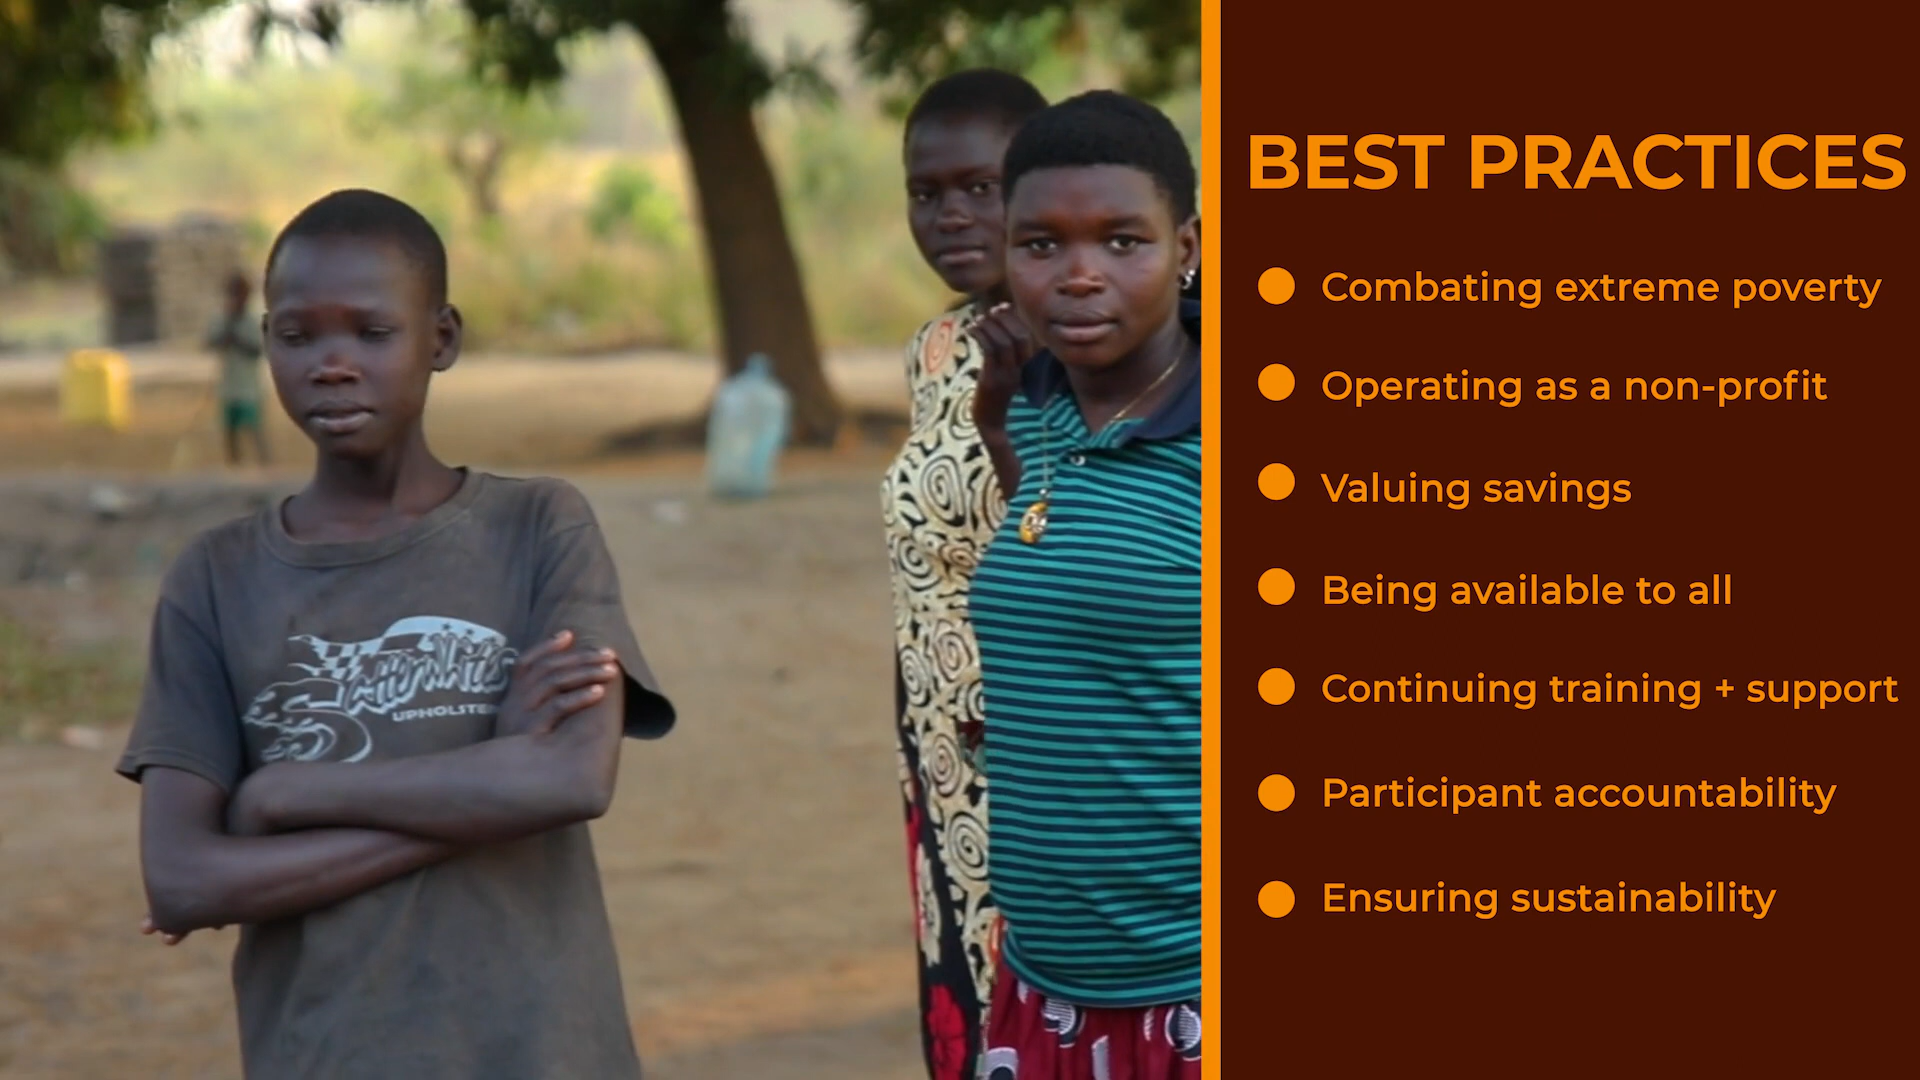 BEST PRACTICES
Combating extreme poverty
Operating as a non-profit
Valuing savings
Being available to all
Continuing training + support
Participant accountability
Ensuring sustainability